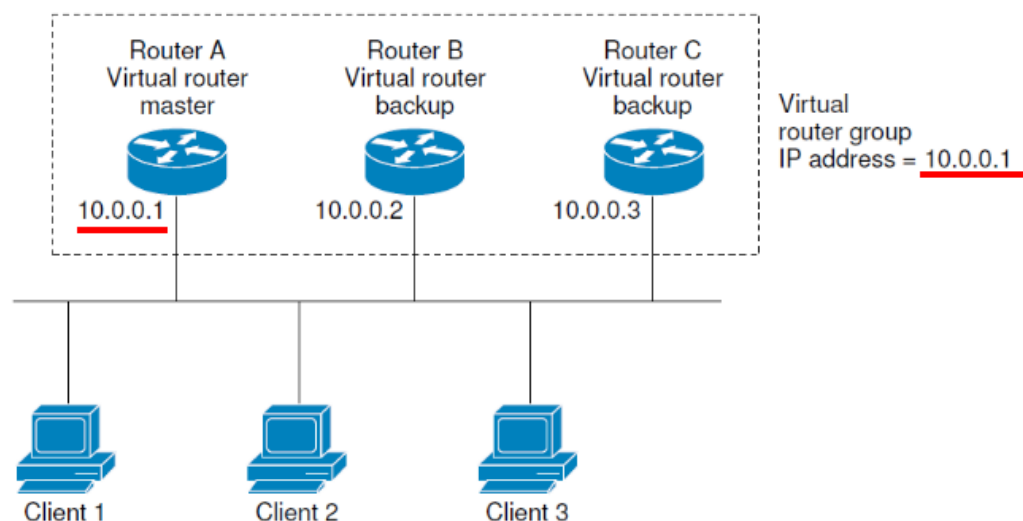 Router A
Virtual router
master
Router B
Virtual router
backup
Router C
Virtual router
backup
Virtual
router group
IP address = 10.0.0.1
10.0.0.1
10.0.0.2
10.0.0.3
Client 1
Client 2
Client 3